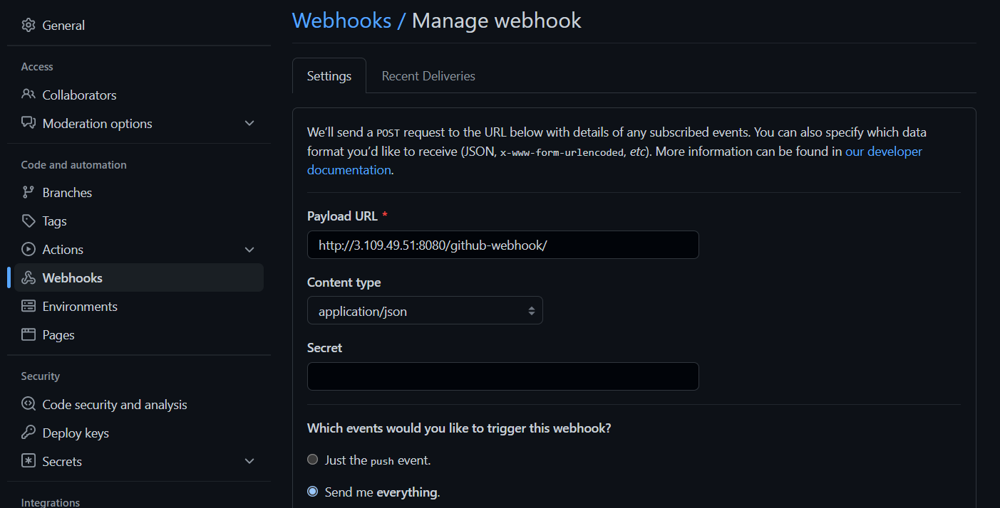 General
Access
Collaborators
Moderation options
Code and automation
Branches
Tags
Actions
Webhooks
Environments
Pages
Security
Code security and analysis
Deploy keys
Secrets
Integrations
Webhooks / Manage webhook
Settings
Recent Deliveries
We’ll send a POST request to the URL below with details of any subscribed events. You can also specify which data
format you’d like to receive (JSON, x-www-form-urlencoded, etc). More information can be found in our developer
documentation.
Payload URL *
http://3.109.49.51:8080/github-webhook/
Content type
application/json
Secret
Which events would you like to trigger this webhook?
Just the push event.
Send me everything.